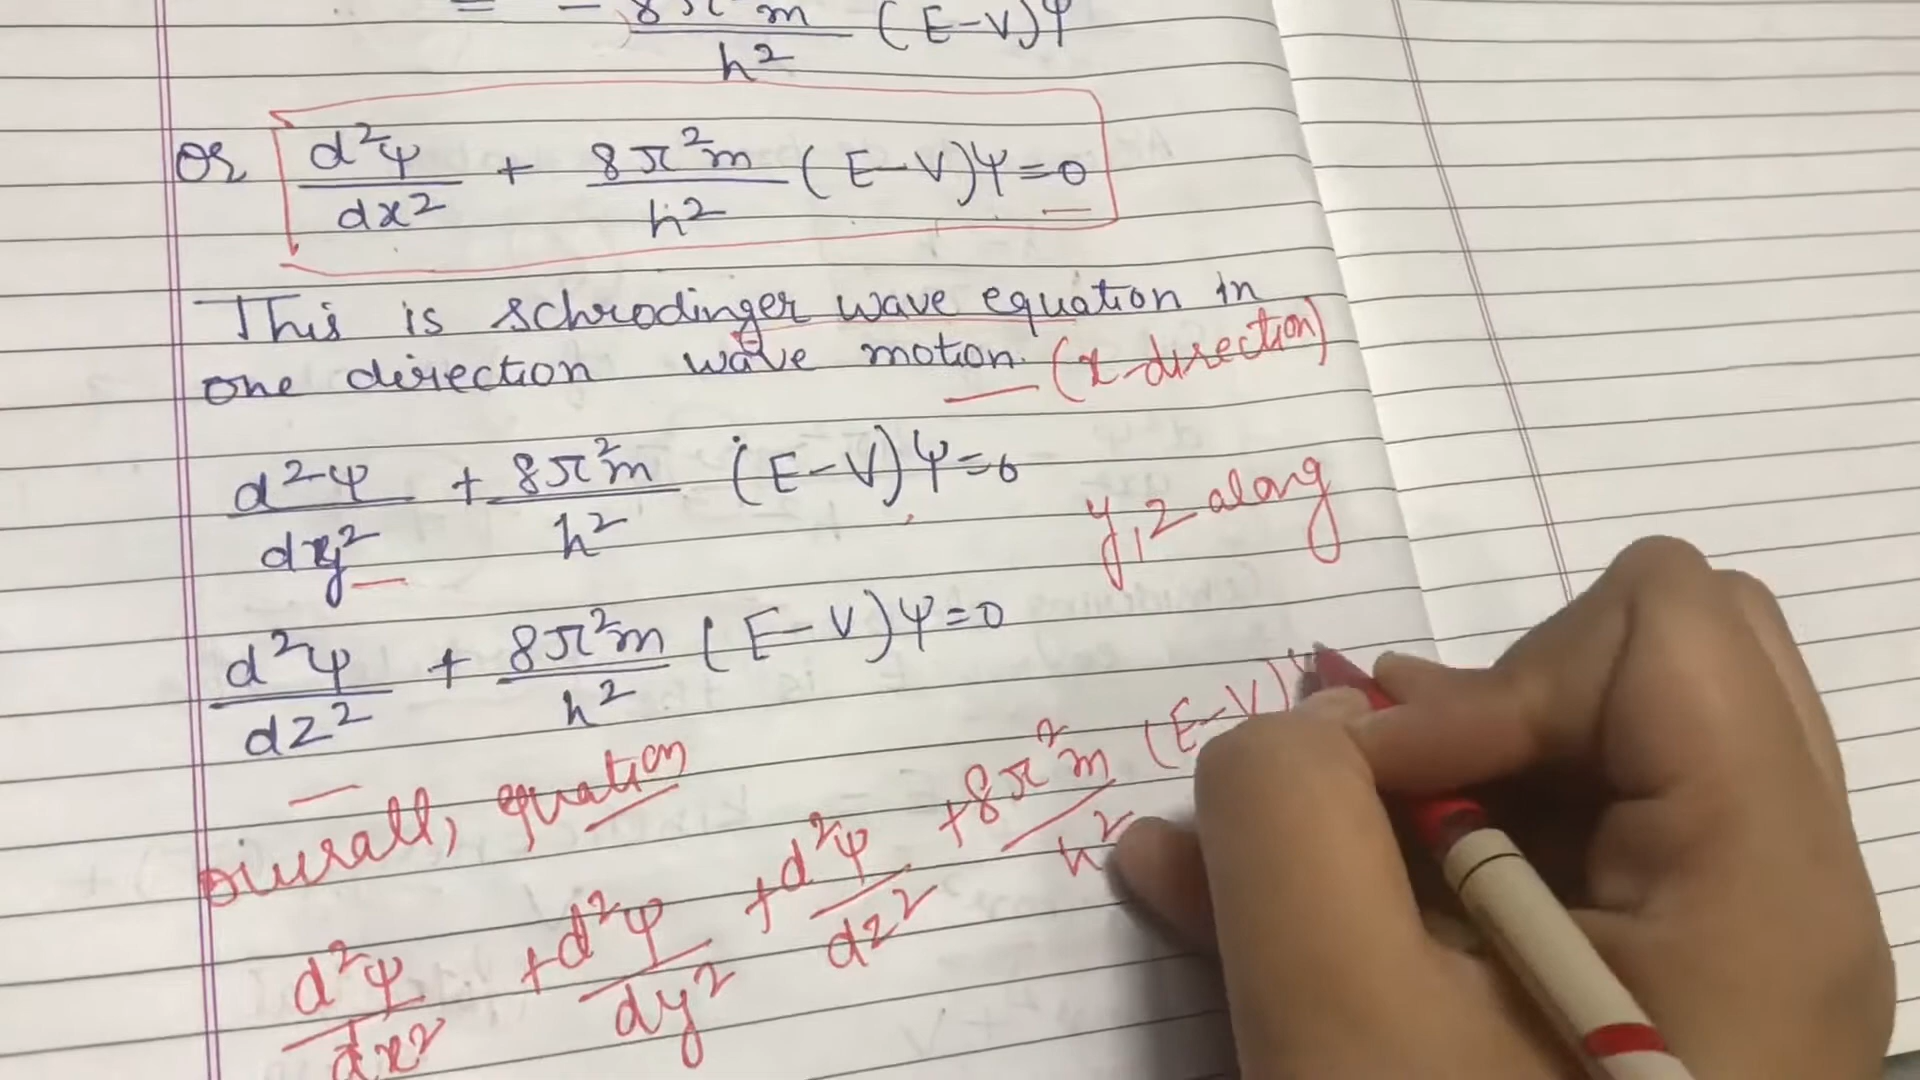 = - 8π²m/h² (E-V)ψ
Or d²ψ/dx² + 8π²m/h² (E-V)ψ=0
This is schrodinger wave equation in
one direction wave motion. (x-direction)
d²ψ/dy² + 8π²m/h² (E-V)ψ=0
y,z along
d²ψ/dz² + 8π²m/h² (E-V)ψ=0
overall, equation
d²ψ/dx² + d²ψ/dy² + d²ψ/dz² + 8π²m/h² (E-V)